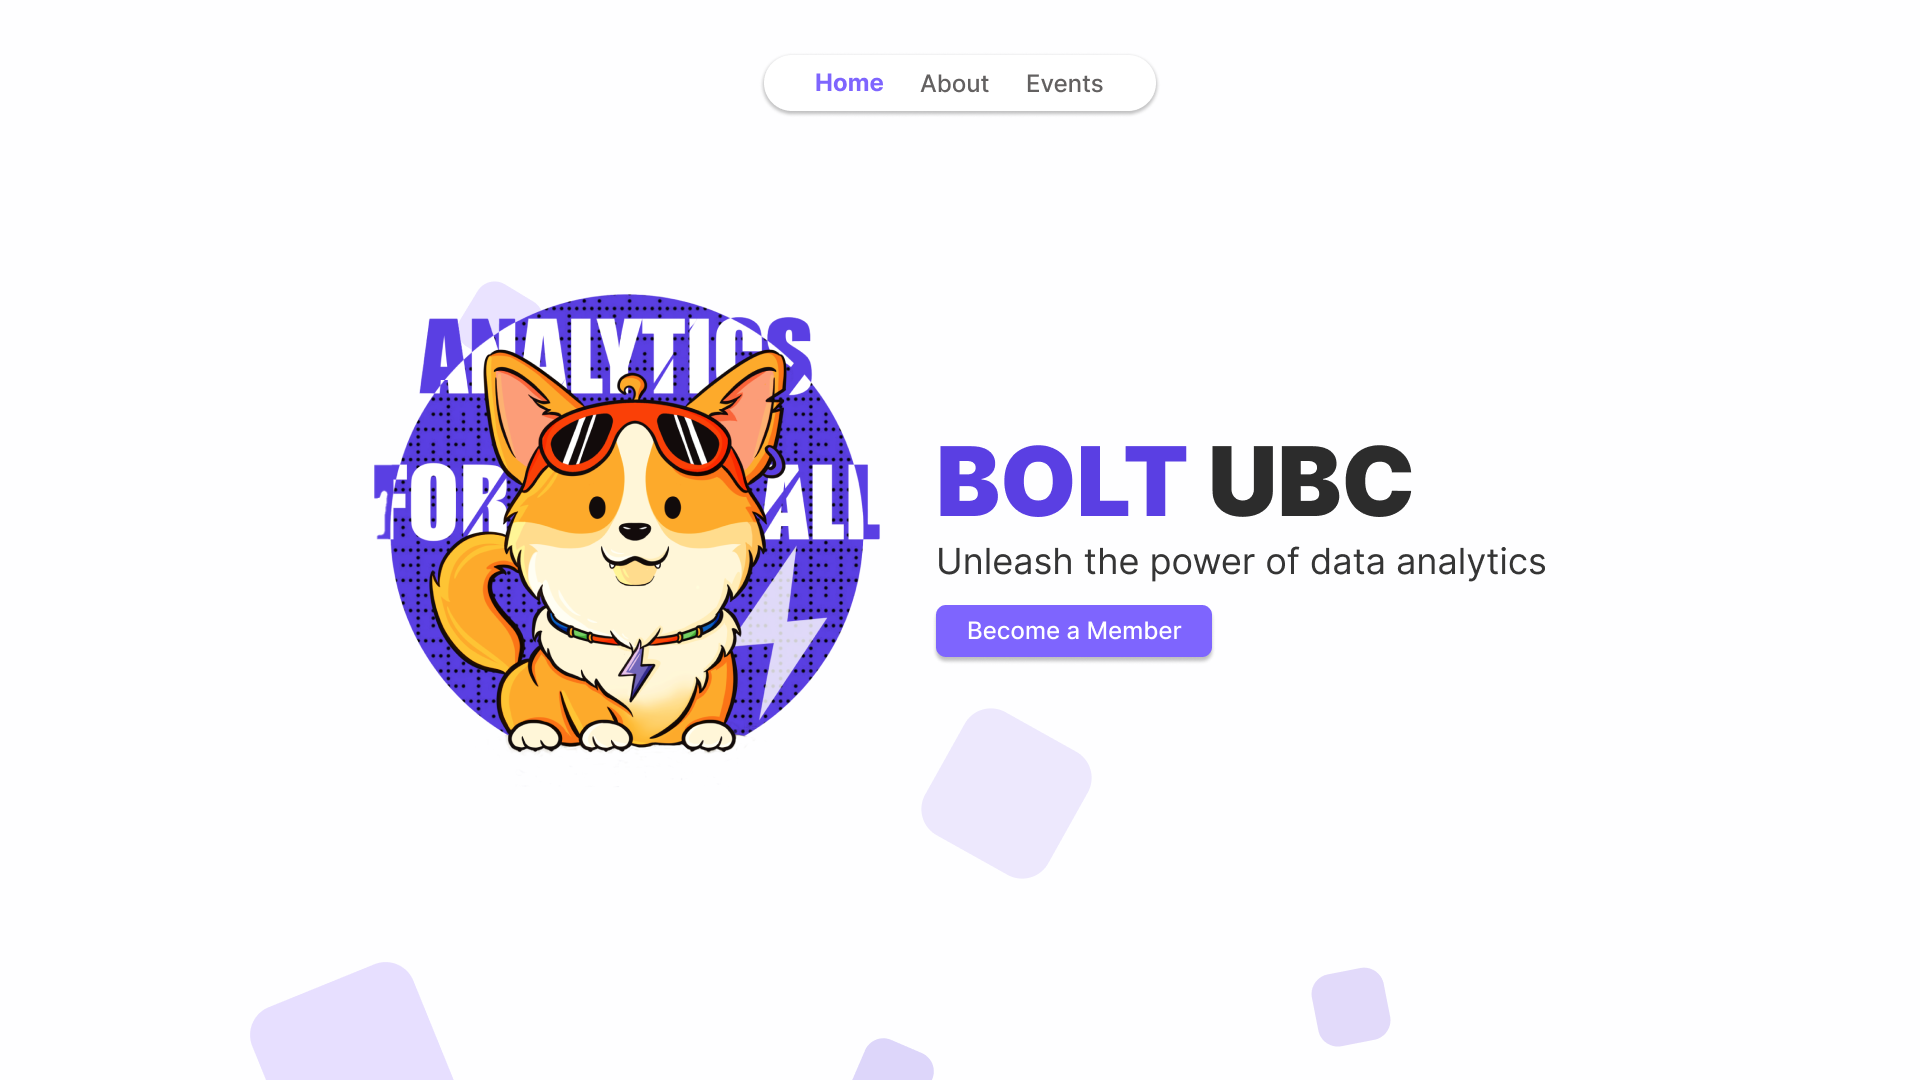 Home About Events
ANALYTICS
FOR ALL
BOLT UBC
Unleash the power of data analytics
Become a Member